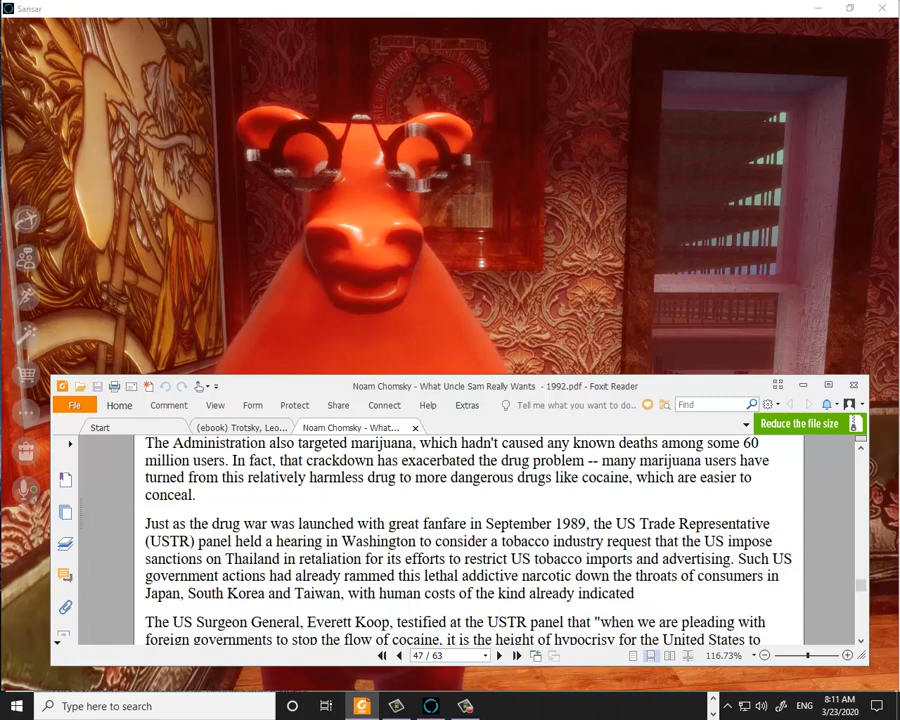 Sansar
Noam Chomsky - What Uncle Sam Really Wants - 1992.pdf - Foxit Reader
File Home Comment View Form Protect Share Connect Help Extras Tell me what you want to do... Find
Start (ebook) Trotsky, Leo... Noam Chomsky - What... Reduce the file size
The Administration also targeted marijuana, which hadn't caused any known deaths among some 60
million users. In fact, that crackdown has exacerbated the drug problem -- many marijuana users have
turned from this relatively harmless drug to more dangerous drugs like cocaine, which are easier to
conceal.
Just as the drug war was launched with great fanfare in September 1989, the US Trade Representative
(USTR) panel held a hearing in Washington to consider a tobacco industry request that the US impose
sanctions on Thailand in retaliation for its efforts to restrict US tobacco imports and advertising. Such US
government actions had already rammed this lethal addictive narcotic down the throats of consumers in
Japan, South Korea and Taiwan, with human costs of the kind already indicated
The US Surgeon General, Everett Koop, testified at the USTR panel that "when we are pleading with
foreign governments to stop the flow of cocaine, it is the height of hypocrisy for the United States to
47 / 63 116.73%
Type here to search ENG 8:11 AM
3/23/2020